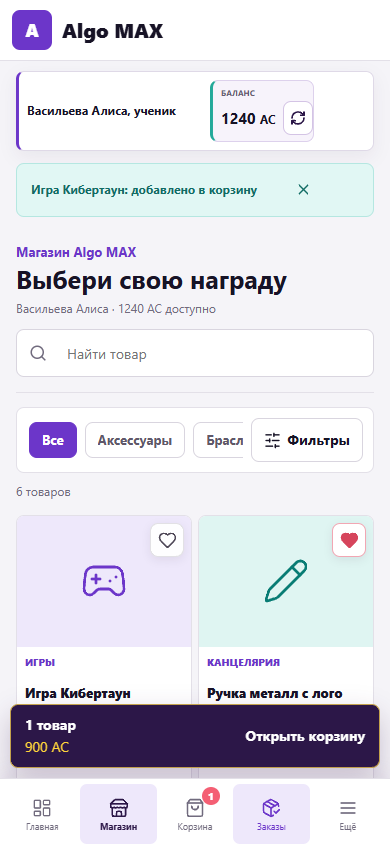 A Algo MAX
Васильева Алиса, ученик
БАЛАНС
1240 AC
Игра Кибертаун: добавлено в корзину
Магазин Algo MAX
Выбери свою награду
Васильева Алиса · 1240 AC доступно
Найти товар
Все Аксессуары Брасл Фильтры
6 товаров
ИГРЫ
Игра Кибертаун
КАНЦЕЛЯРИЯ
Ручка металл с лого
1 товар
900 AC
Открыть корзину
1
Главная Магазин Корзина Заказы Ещё